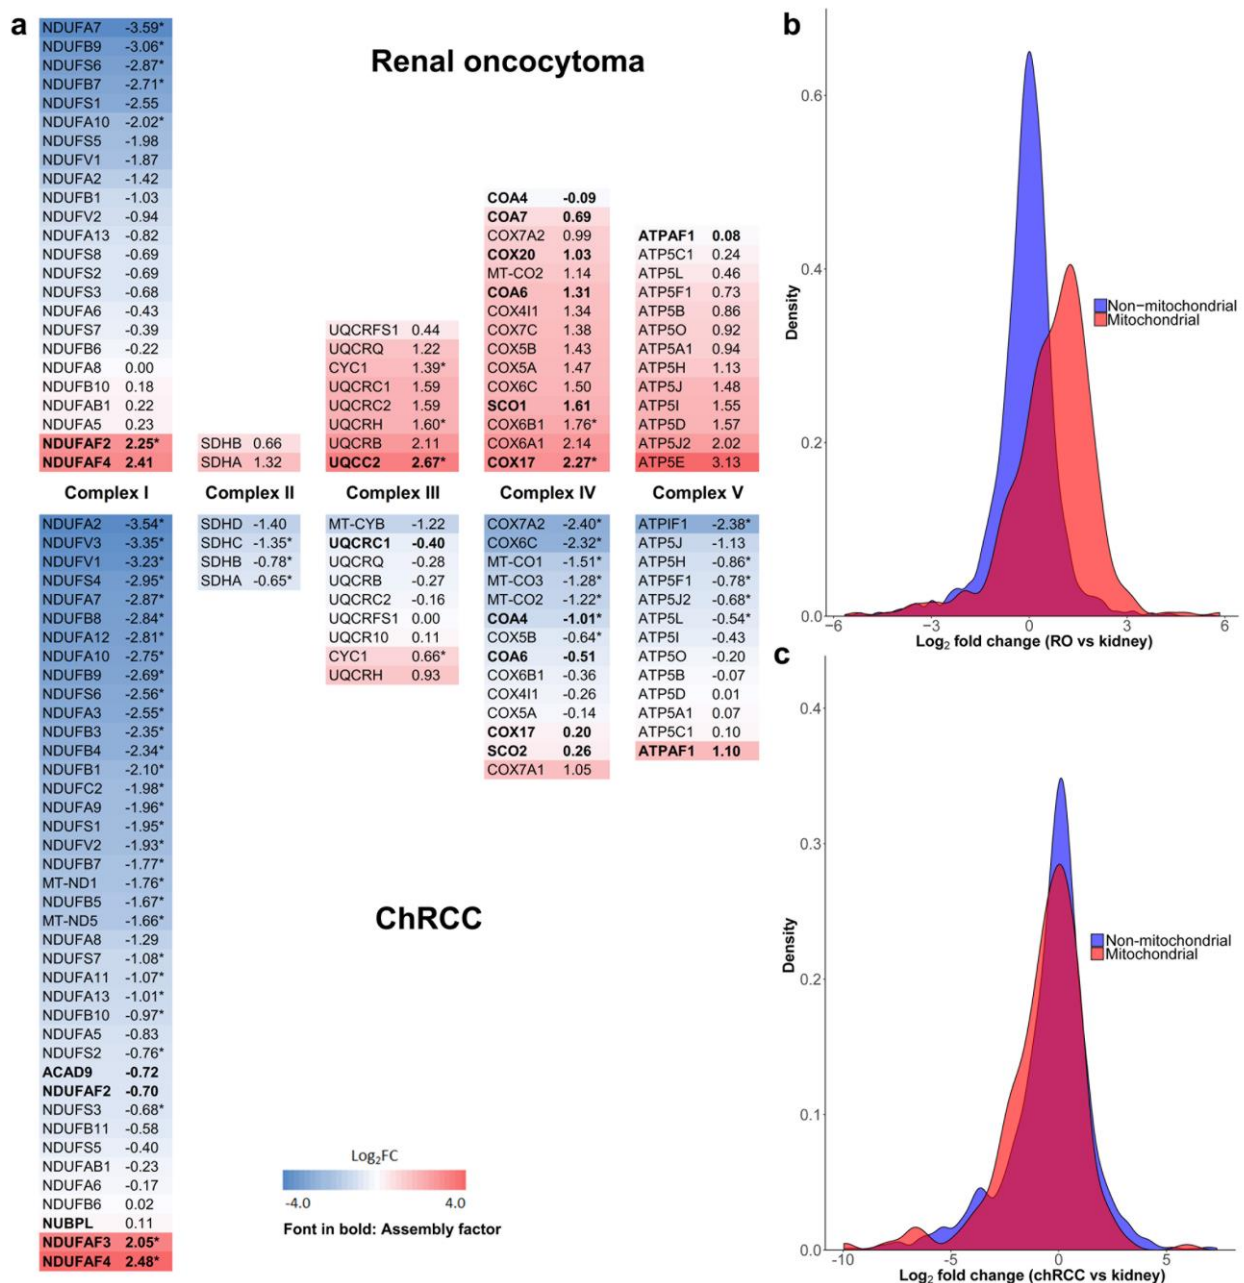 a
Renal oncocytoma
NDUFA7 -3.59*
NDUFB9 -3.06*
NDUFS6 -2.87*
NDUFB7 -2.71*
NDUFS1 -2.55
NDUFA10 -2.02*
NDUFS5 -1.98
NDUFV1 -1.87
NDUFA2 -1.42
NDUFB1 -1.03
NDUFV2 -0.94
NDUFA13 -0.82
NDUFS8 -0.69
NDUFS2 -0.69
NDUFS3 -0.68
NDUFA6 -0.43
NDUFS7 -0.39
NDUFB6 -0.22
NDUFA8 0.00
NDUFB10 0.18
NDUFAB1 0.22
NDUFA5 0.23
NDUFAF2 2.25*
NDUFAF4 2.41
SDHB 0.66
SDHA 1.32
UQCRFS1 0.44
UQCRQ 1.22
CYC1 1.39*
UQCRC1 1.59
UQCRC2 1.59
UQCRH 1.60*
UQCRB 2.11
UQCC2 2.67*
COA4 -0.09
COA7 0.69
COX7A2 0.99
COX20 1.03
MT-CO2 1.14
COA6 1.31
COX4I1 1.34
COX7C 1.38
COX5B 1.43
COX5A 1.47
COX6C 1.50
SCO1 1.61
COX6B1 1.76*
COX6A1 2.14
COX17 2.27*
ATPAF1 0.08
ATP5C1 0.24
ATP5L 0.46
ATP5F1 0.73
ATP5B 0.86
ATP5O 0.92
ATP5A1 0.94
ATP5H 1.13
ATP5J 1.48
ATP5I 1.55
ATP5D 1.57
ATP5J2 2.02
ATP5E 3.13
Complex I Complex II Complex III Complex IV Complex V
NDUFA2 -3.54*
NDUFV3 -3.35*
NDUFV1 -3.23*
NDUFS4 -2.95*
NDUFA7 -2.87*
NDUFB8 -2.84*
NDUFA12 -2.81*
NDUFA10 -2.75*
NDUFB9 -2.69*
NDUFS6 -2.56*
NDUFA3 -2.55*
NDUFB3 -2.35*
NDUFB4 -2.34*
NDUFB1 -2.10*
NDUFC2 -1.98*
NDUFA9 -1.96*
NDUFS1 -1.95*
NDUFV2 -1.93*
NDUFB7 -1.77*
MT-ND1 -1.76*
NDUFB5 -1.67*
MT-ND5 -1.66*
NDUFA8 -1.29
NDUFS7 -1.08*
NDUFA11 -1.07*
NDUFA13 -1.01*
NDUFB10 -0.97*
NDUFA5 -0.83
NDUFS2 -0.76*
ACAD9 -0.72
NDUFAF2 -0.70
NDUFS3 -0.68*
NDUFB11 -0.58
NDUFS5 -0.40
NDUFAB1 -0.23
NDUFA6 -0.17
NDUFB6 0.02
NUBPL 0.11
NDUFAF3 2.05*
NDUFAF4 2.48*
SDHD -1.40
SDHC -1.35*
SDHB -0.78*
SDHA -0.65*
MT-CYB -1.22
UQCRC1 -0.40
UQCRQ -0.28
UQCRB -0.27
UQCRC2 -0.16
UQCRFS1 0.00
UQCR10 0.11
CYC1 0.66*
UQCRH 0.93
COX7A2 -2.40*
COX6C -2.32*
MT-CO1 -1.51*
MT-CO3 -1.28*
MT-CO2 -1.22*
COA4 -1.01*
COX5B -0.64*
COA6 -0.51
COX6B1 -0.36
COX4I1 -0.26
COX5A -0.14
COX17 0.20
SCO2 0.26
COX7A1 1.05
ATPIF1 -2.38*
ATP5J -1.13
ATP5H -0.86*
ATP5F1 -0.78*
ATP5J2 -0.68*
ATP5L -0.54*
ATP5I -0.43
ATP5O -0.20
ATP5B -0.07
ATP5D 0.01
ATP5A1 0.07
ATP5C1 0.10
ATPAF1 1.10
ChRCC
Log₂FC
-4.0 4.0
Font in bold: Assembly factor
b
Density
0.6
0.4
0.2
0.0
−6 −3 0 3 6
Log₂ fold change (RO vs kidney)
Non−mitochondrial
Mitochondrial
c
Density
0.4
0.3
0.2
0.1
0.0
-10 -5 0 5
Log₂ fold change (chRCC vs kidney)
Non-mitochondrial
Mitochondrial